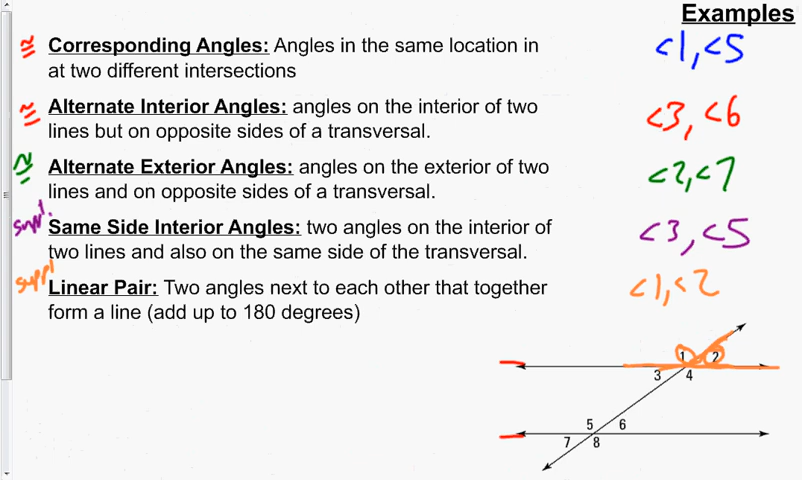 Examples
≅ Corresponding Angles: Angles in the same location in <1, <5
at two different intersections
≅ Alternate Interior Angles: angles on the interior of two <3, <6
lines but on opposite sides of a transversal.
≅ Alternate Exterior Angles: angles on the exterior of two <2, <7
lines and on opposite sides of a transversal.
suppl. Same Side Interior Angles: two angles on the interior of <3, <5
two lines and also on the same side of the transversal.
suppl Linear Pair: Two angles next to each other that together <1, <2
form a line (add up to 180 degrees)
1 2
3 4
5 6
7 8